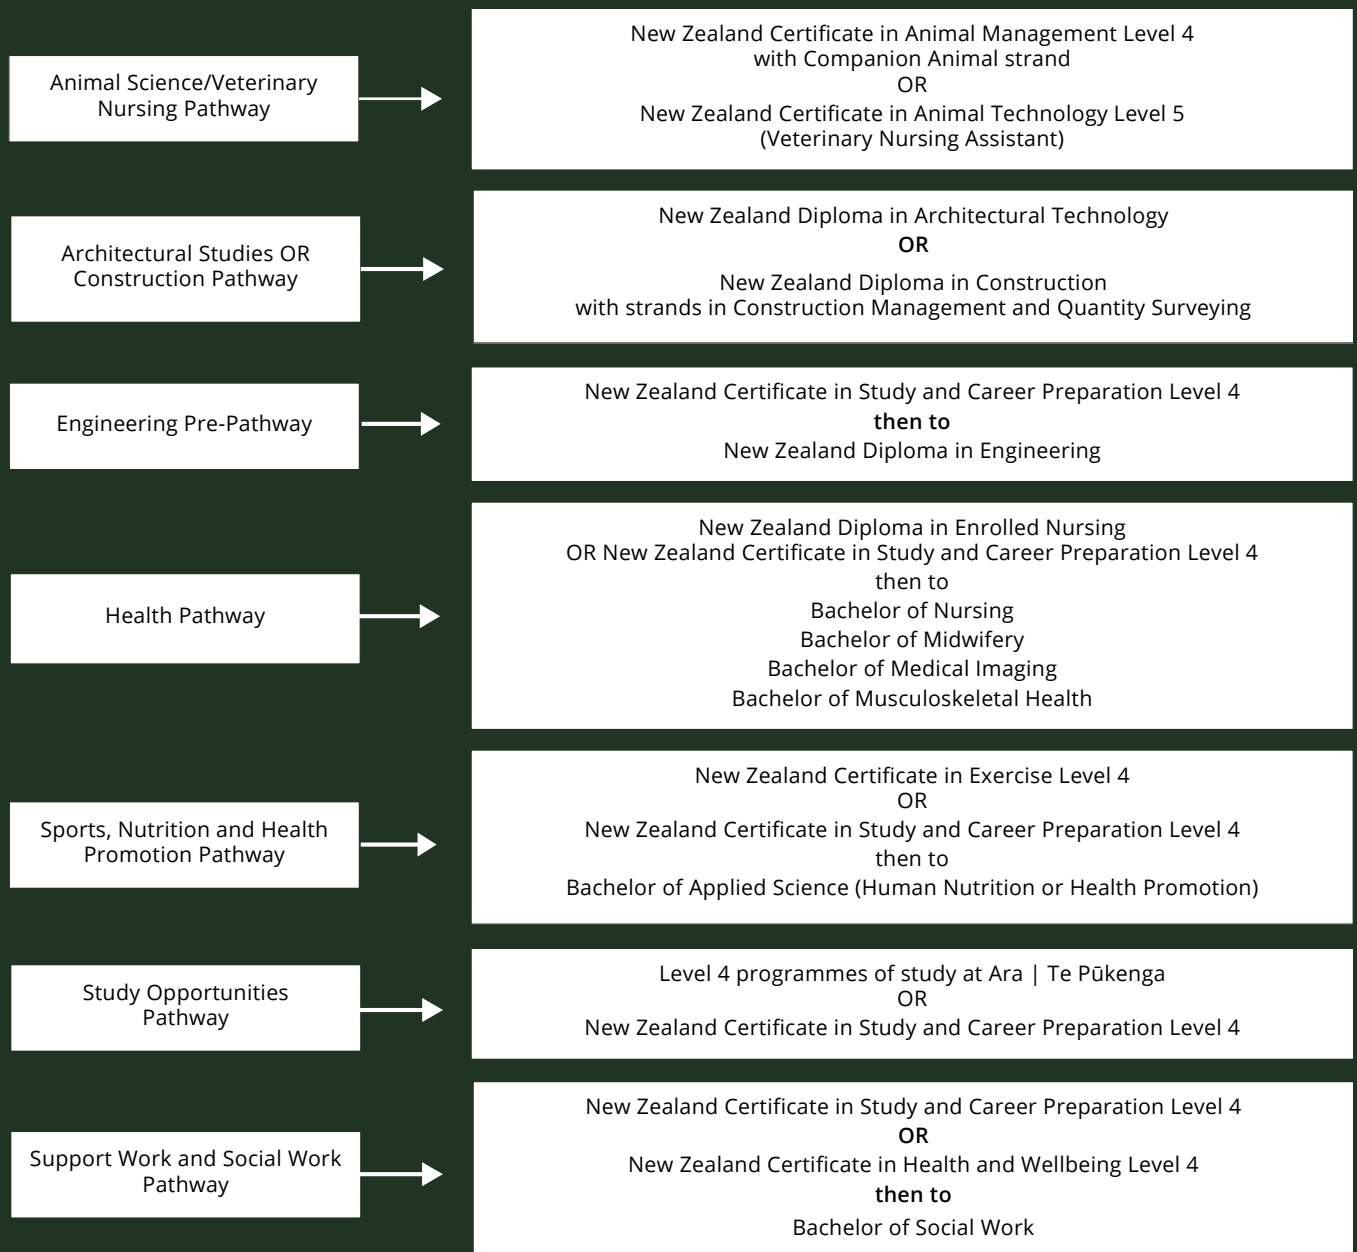 Animal Science/Veterinary
Nursing Pathway
New Zealand Certificate in Animal Management Level 4
with Companion Animal strand
OR
New Zealand Certificate in Animal Technology Level 5
(Veterinary Nursing Assistant)
Architectural Studies OR
Construction Pathway
New Zealand Diploma in Architectural Technology
OR
New Zealand Diploma in Construction
with strands in Construction Management and Quantity Surveying
Engineering Pre-Pathway
New Zealand Certificate in Study and Career Preparation Level 4
then to
New Zealand Diploma in Engineering
Health Pathway
New Zealand Diploma in Enrolled Nursing
OR New Zealand Certificate in Study and Career Preparation Level 4
then to
Bachelor of Nursing
Bachelor of Midwifery
Bachelor of Medical Imaging
Bachelor of Musculoskeletal Health
Sports, Nutrition and Health
Promotion Pathway
New Zealand Certificate in Exercise Level 4
OR
New Zealand Certificate in Study and Career Preparation Level 4
then to
Bachelor of Applied Science (Human Nutrition or Health Promotion)
Study Opportunities
Pathway
Level 4 programmes of study at Ara | Te Pūkenga
OR
New Zealand Certificate in Study and Career Preparation Level 4
Support Work and Social Work
Pathway
New Zealand Certificate in Study and Career Preparation Level 4
OR
New Zealand Certificate in Health and Wellbeing Level 4
then to
Bachelor of Social Work